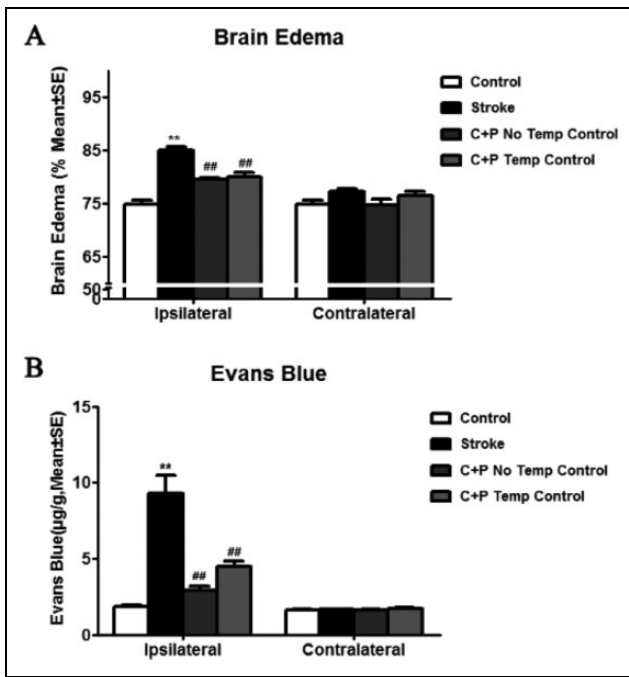 A
Brain Edema
Brain Edema (% Mean±SE)
95
85
75
65
50
0
**
##
##
Ipsilateral
Contralateral
Control
Stroke
C+P No Temp Control
C+P Temp Control
B
Evans Blue
Evans Blue(µg/g,Mean±SE)
15
10
5
0
**
##
##
Ipsilateral
Contralateral
Control
Stroke
C+P No Temp Control
C+P Temp Control